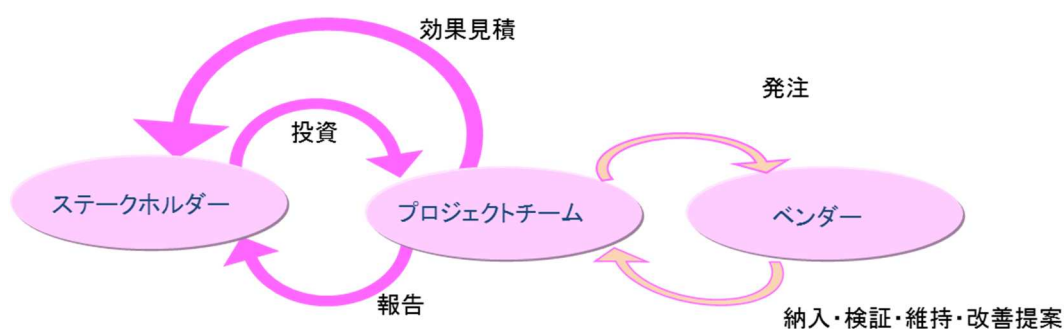 効果見積
発注
投資
ステークホルダー
プロジェクトチーム
ベンダー
報告
納入・検証・維持・改善提案